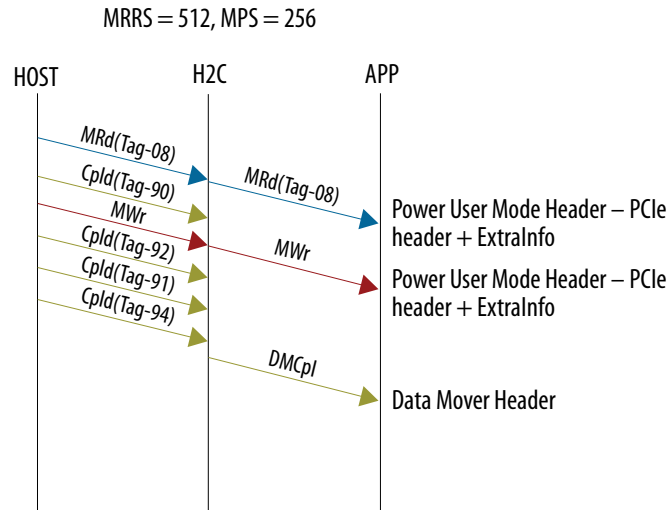 MRRS = 512, MPS = 256
HOST
H2C
APP
MRd(Tag-08)
MRd(Tag-08)
Cpld(Tag-90)
MWr
MWr
Cpld(Tag-92)
Cpld(Tag-91)
Cpld(Tag-94)
DMCpl
Power User Mode Header – PCIe
header + ExtraInfo
Power User Mode Header – PCIe
header + ExtraInfo
Data Mover Header